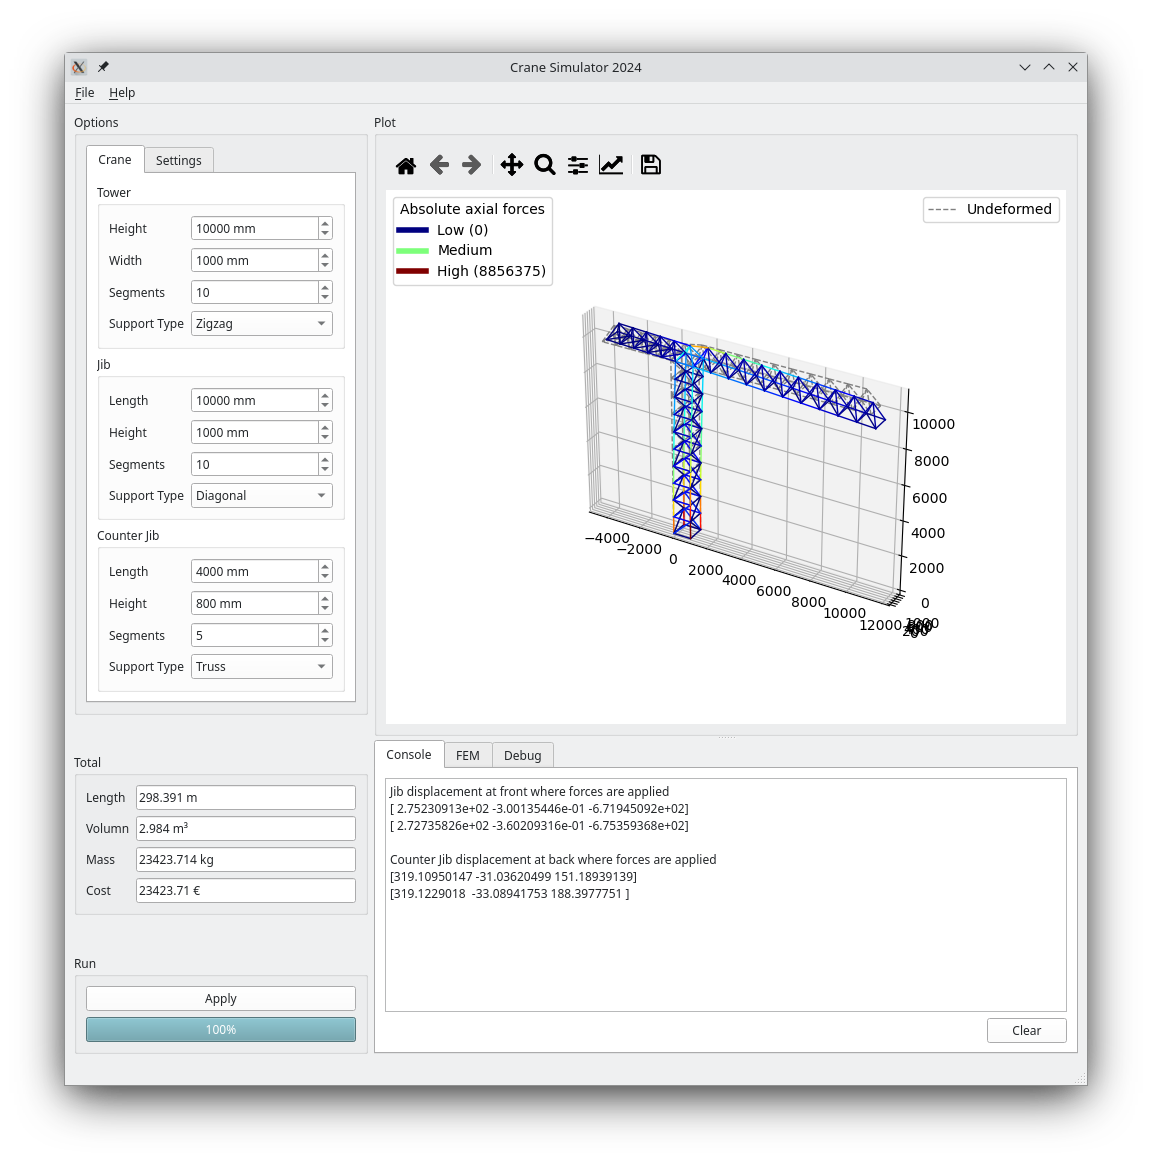 Crane Simulator 2024
File Help
Options
Crane Settings
Tower
Height 10000 mm
Width 1000 mm
Segments 10
Support Type Zigzag
Jib
Length 10000 mm
Height 1000 mm
Segments 10
Support Type Diagonal
Counter Jib
Length 4000 mm
Height 800 mm
Segments 5
Support Type Truss
Total
Length 298.391 m
Volumn 2.984 m³
Mass 23423.714 kg
Cost 23423.71 €
Run
Apply
100%
Plot
Absolute axial forces
Low (0)
Medium
High (8856375)
Undeformed
10000
8000
6000
4000
2000
0
−4000
−2000
0
2000
4000
6000
8000
10000
12000
1000
Console FEM Debug
Jib displacement at front where forces are applied
[ 2.75230913e+02 -3.00135446e-01 -6.71945092e+02]
[ 2.72735826e+02 -3.60209316e-01 -6.75359368e+02]
Counter Jib displacement at back where forces are applied
[319.10950147 -31.03620499 151.18939139]
[319.1229018  -33.08941753 188.3977751 ]
Clear